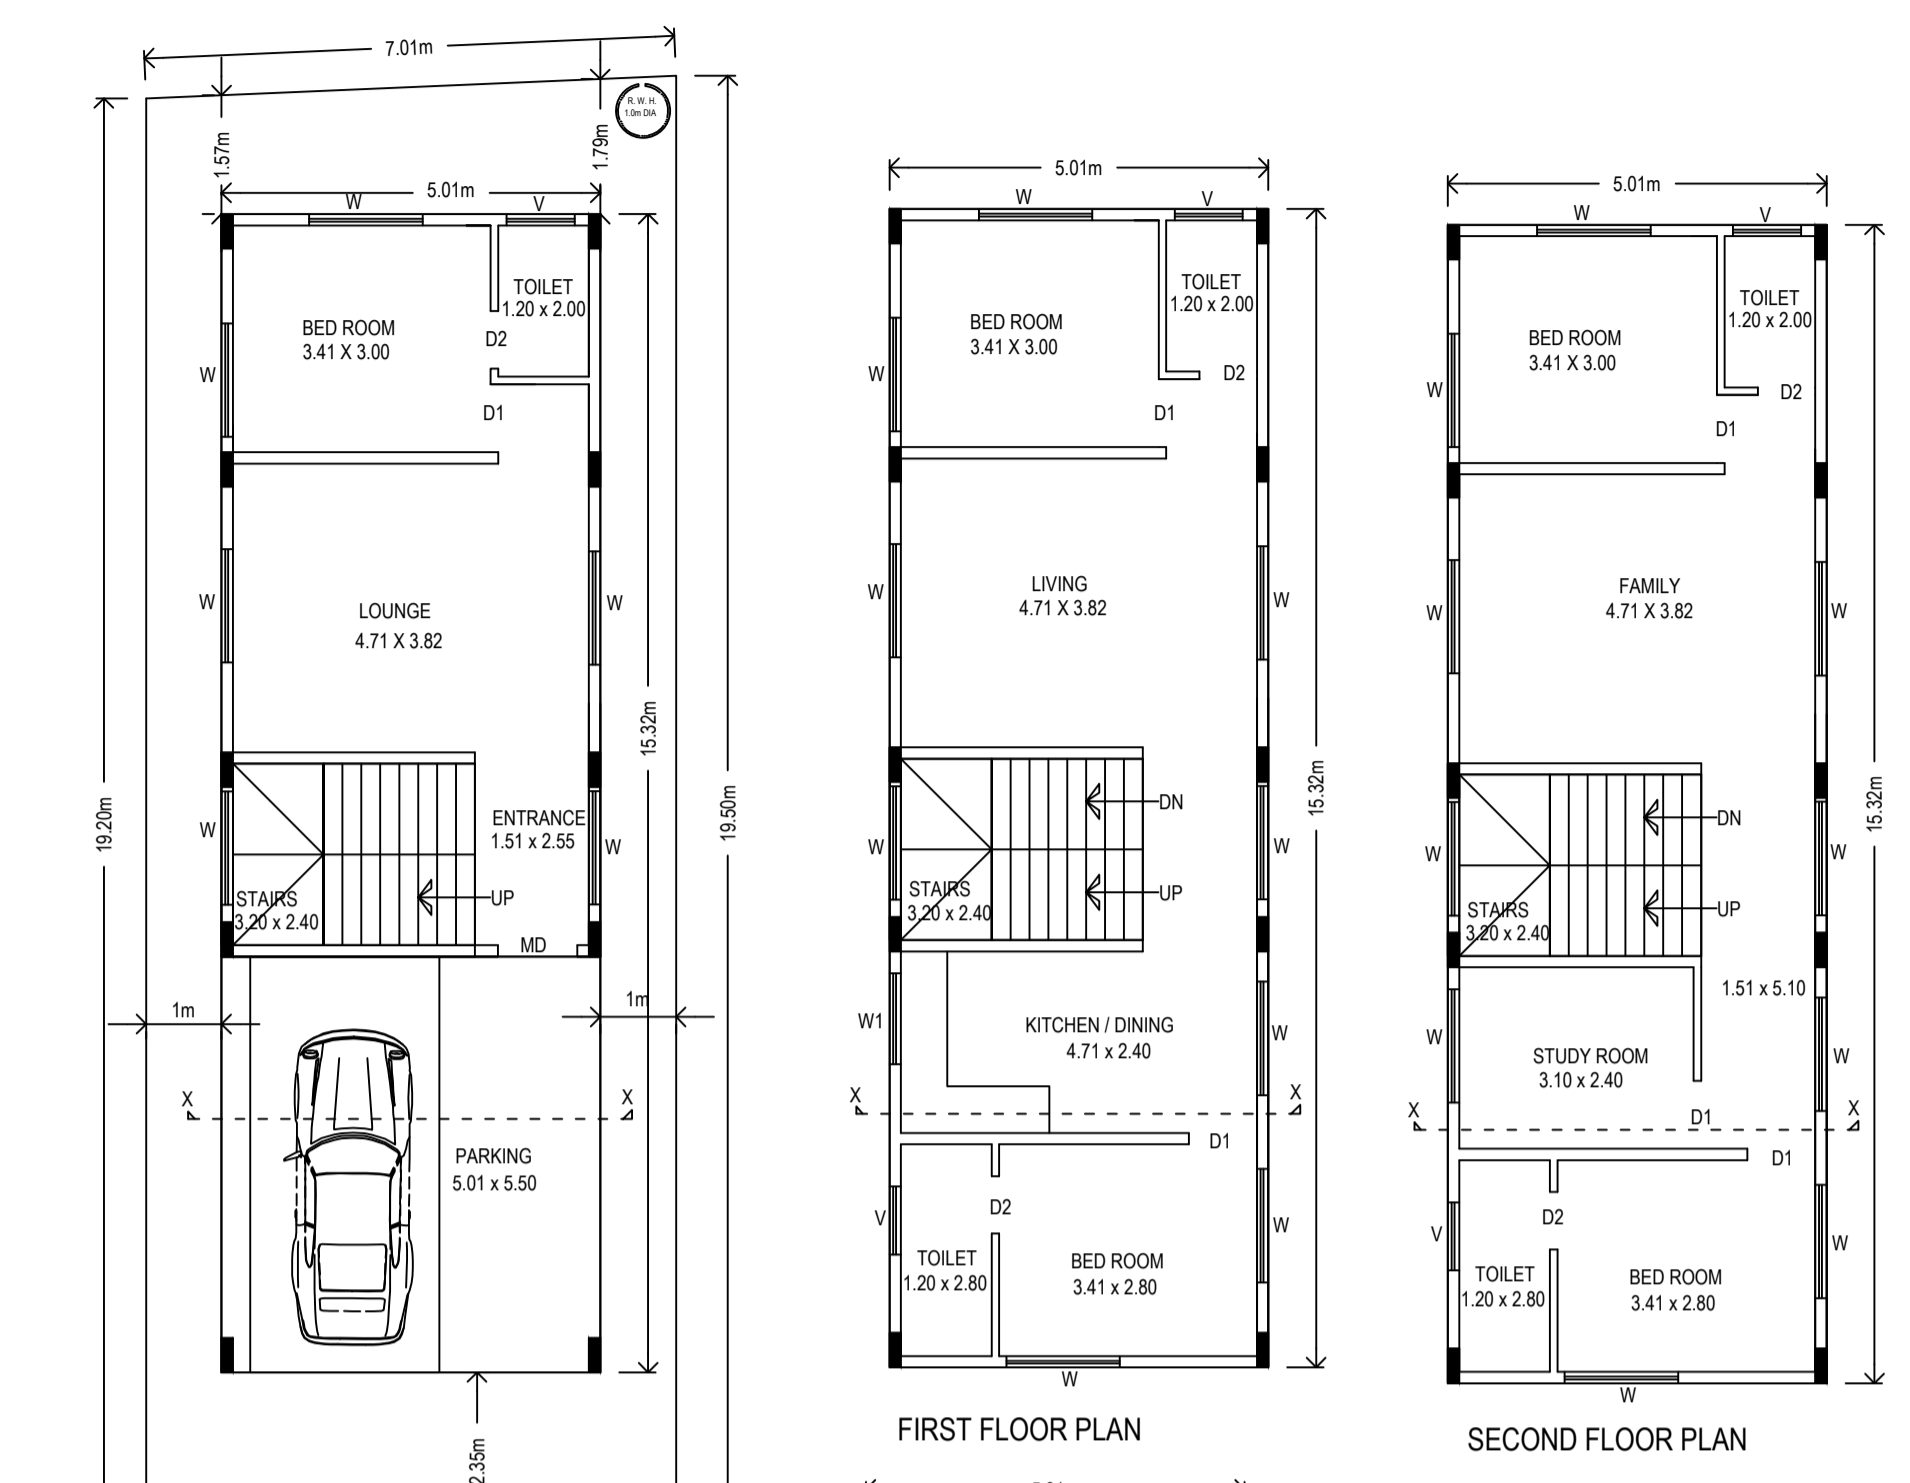 7.01m
R. W. H.
1.0m DIA
1.57m
1.79m
5.01m
W
V
TOILET
1.20 x 2.00
BED ROOM
3.41 X 3.00
D2
W
D1
LOUNGE
4.71 X 3.82
W
W
15.32m
19.20m
19.50m
ENTRANCE
1.51 x 2.55
W
W
STAIRS
3.20 x 2.40
UP
MD
1m
1m
X
X
PARKING
5.01 x 5.50
2.35m
5.01m
W
V
TOILET
1.20 x 2.00
BED ROOM
3.41 X 3.00
W
D2
D1
LIVING
4.71 X 3.82
W
W
15.32m
DN
W
W
STAIRS
3.20 x 2.40
UP
W1
KITCHEN / DINING
4.71 x 2.40
W
X
X
D1
V
D2
W
TOILET
1.20 x 2.80
BED ROOM
3.41 x 2.80
W
FIRST FLOOR PLAN
5.01m
W
V
TOILET
1.20 x 2.00
BED ROOM
3.41 X 3.00
W
D2
D1
FAMILY
4.71 X 3.82
W
W
15.32m
DN
W
W
STAIRS
3.20 x 2.40
UP
1.51 x 5.10
W
STUDY ROOM
3.10 x 2.40
W
X
D1
X
D1
V
D2
W
TOILET
1.20 x 2.80
BED ROOM
3.41 x 2.80
W
SECOND FLOOR PLAN